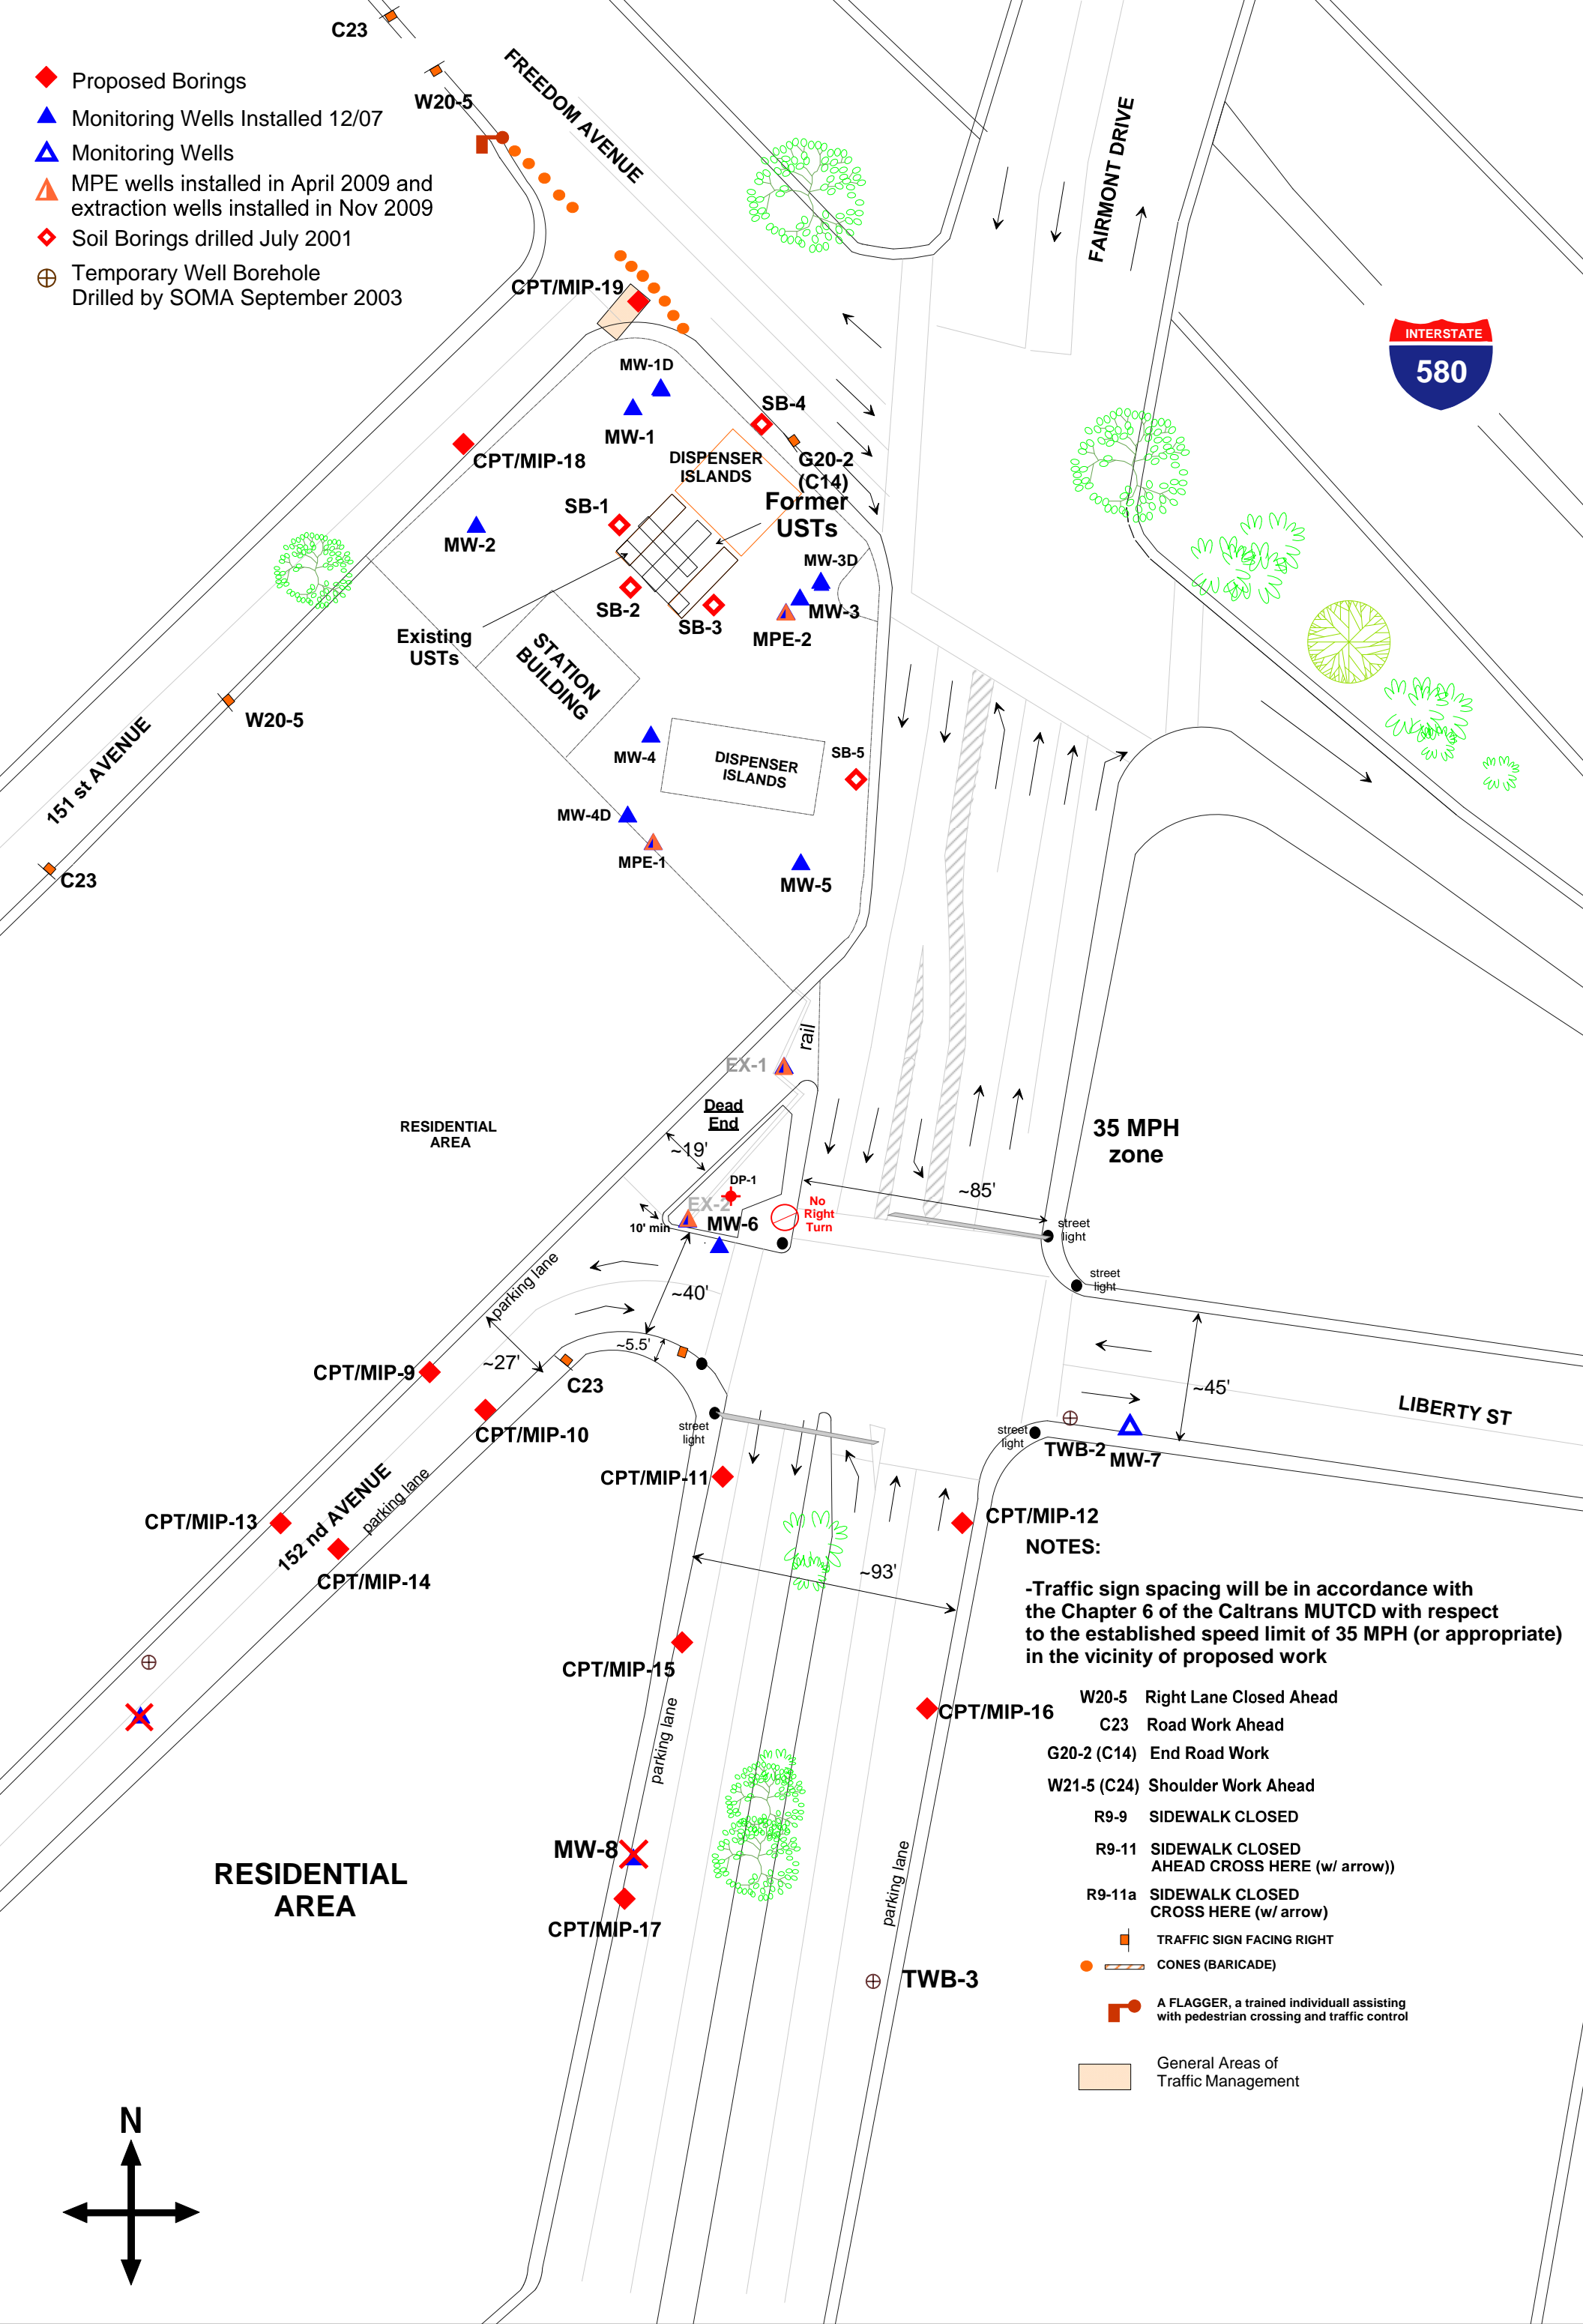 C23
Proposed Borings
Monitoring Wells Installed 12/07
Monitoring Wells
MPE wells installed in April 2009 and
extraction wells installed in Nov 2009
Soil Borings drilled July 2001
Temporary Well Borehole
Drilled by SOMA September 2003
W20-5
FREEDOM AVENUE
FAIRMONT DRIVE
INTERSTATE
580
CPT/MIP-19
MW-1D
MW-1
SB-4
CPT/MIP-18
DISPENSER
ISLANDS
G20-2
(C14)
Former
USTs
SB-1
MW-2
MW-3D
MW-3
SB-2
SB-3
MPE-2
Existing
USTs
STATION
BUILDING
W20-5
151 st AVENUE
MW-4
DISPENSER
ISLANDS
SB-5
MW-4D
MPE-1
MW-5
C23
rail
EX-1
Dead
End
RESIDENTIAL
AREA
~19'
35 MPH
zone
DP-1
EX-2
MW-6
10' min
No
Right
Turn
~85'
street
light
street
light
parking lane
~40'
~5.5'
~27'
C23
CPT/MIP-9
CPT/MIP-10
~45'
LIBERTY ST
street
light
street
light
TWB-2
MW-7
CPT/MIP-11
CPT/MIP-12
CPT/MIP-13
152 nd AVENUE
parking lane
CPT/MIP-14
~93'
NOTES:
-Traffic sign spacing will be in accordance with
the Chapter 6 of the Caltrans MUTCD with respect
to the established speed limit of 35 MPH (or appropriate)
in the vicinity of proposed work
CPT/MIP-15
CPT/MIP-16
parking lane
W20-5 Right Lane Closed Ahead
C23 Road Work Ahead
G20-2 (C14) End Road Work
W21-5 (C24) Shoulder Work Ahead
R9-9 SIDEWALK CLOSED
R9-11 SIDEWALK CLOSED
AHEAD CROSS HERE (w/ arrow))
R9-11a SIDEWALK CLOSED
CROSS HERE (w/ arrow)
MW-8
CPT/MIP-17
RESIDENTIAL
AREA
parking lane
TWB-3
TRAFFIC SIGN FACING RIGHT
CONES (BARICADE)
A FLAGGER, a trained individuall assisting
with pedestrian crossing and traffic control
General Areas of
Traffic Management
N